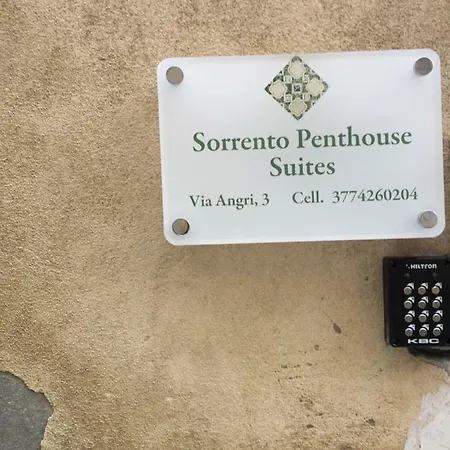 Sorrento Penthouse
Suites
Via Angri, 3 Cell. 3774260204
HILTRON
KBC